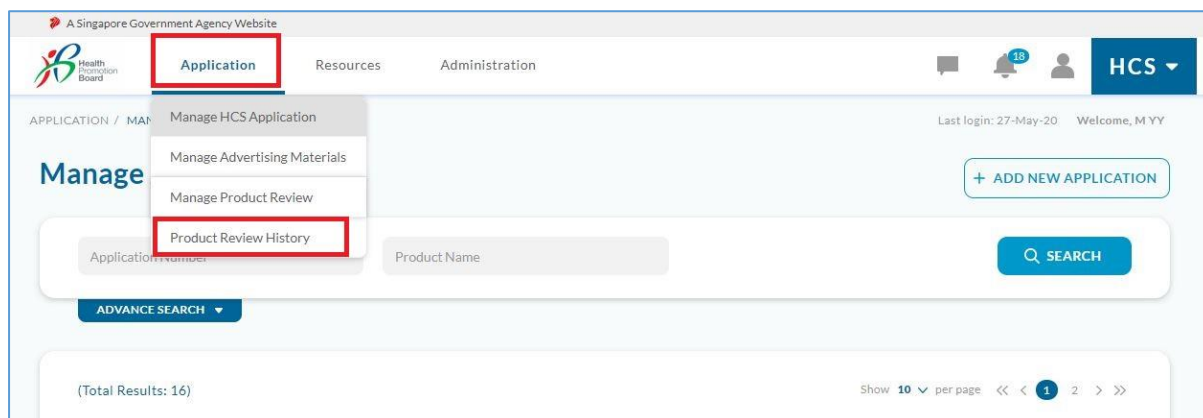 A Singapore Government Agency Website
Health
Promotion
Board
Application Resources Administration 18 HCS
APPLICATION / MAN Last login: 27-May-20 Welcome, M YY
Manage HCS Application
Manage Advertising Materials
Manage + ADD NEW APPLICATION
Manage Product Review
Product Review History
Application Number Product Name SEARCH
ADVANCE SEARCH
(Total Results: 16) Show 10 per page << < 1 2 > >>